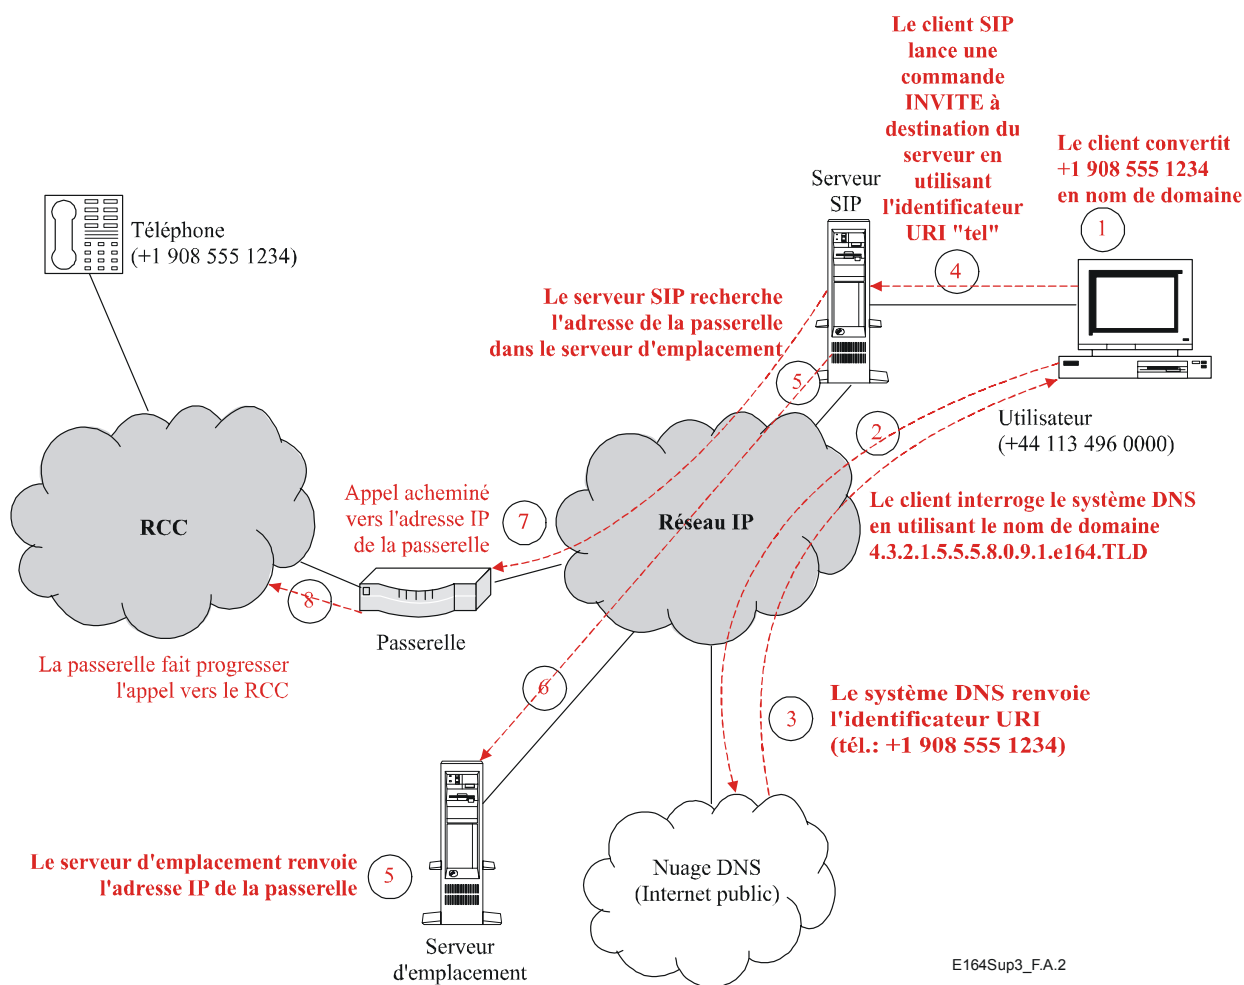 Le client SIP
lance une
commande
INVITE à
destination du
serveur en
utilisant
l'identificateur
URI "tel"
Le client convertit
+1 908 555 1234
en nom de domaine
1
Serveur
SIP
4
Téléphone
(+1 908 555 1234)
Le serveur SIP recherche
l'adresse de la passerelle
dans le serveur d'emplacement
5
2
Utilisateur
(+44 113 496 0000)
Le client interroge le système DNS
en utilisant le nom de domaine
4.3.2.1.5.5.5.8.0.9.1.e164.TLD
RCC
Appel acheminé
vers l'adresse IP
de la passerelle
7
Réseau IP
8
Passerelle
La passerelle fait progresser
l'appel vers le RCC
6
3
Le système DNS renvoie
l'identificateur URI
(tél.: +1 908 555 1234)
Le serveur d'emplacement renvoie
l'adresse IP de la passerelle
5
Nuage DNS
(Internet public)
Serveur
d'emplacement
E164Sup3_F.A.2